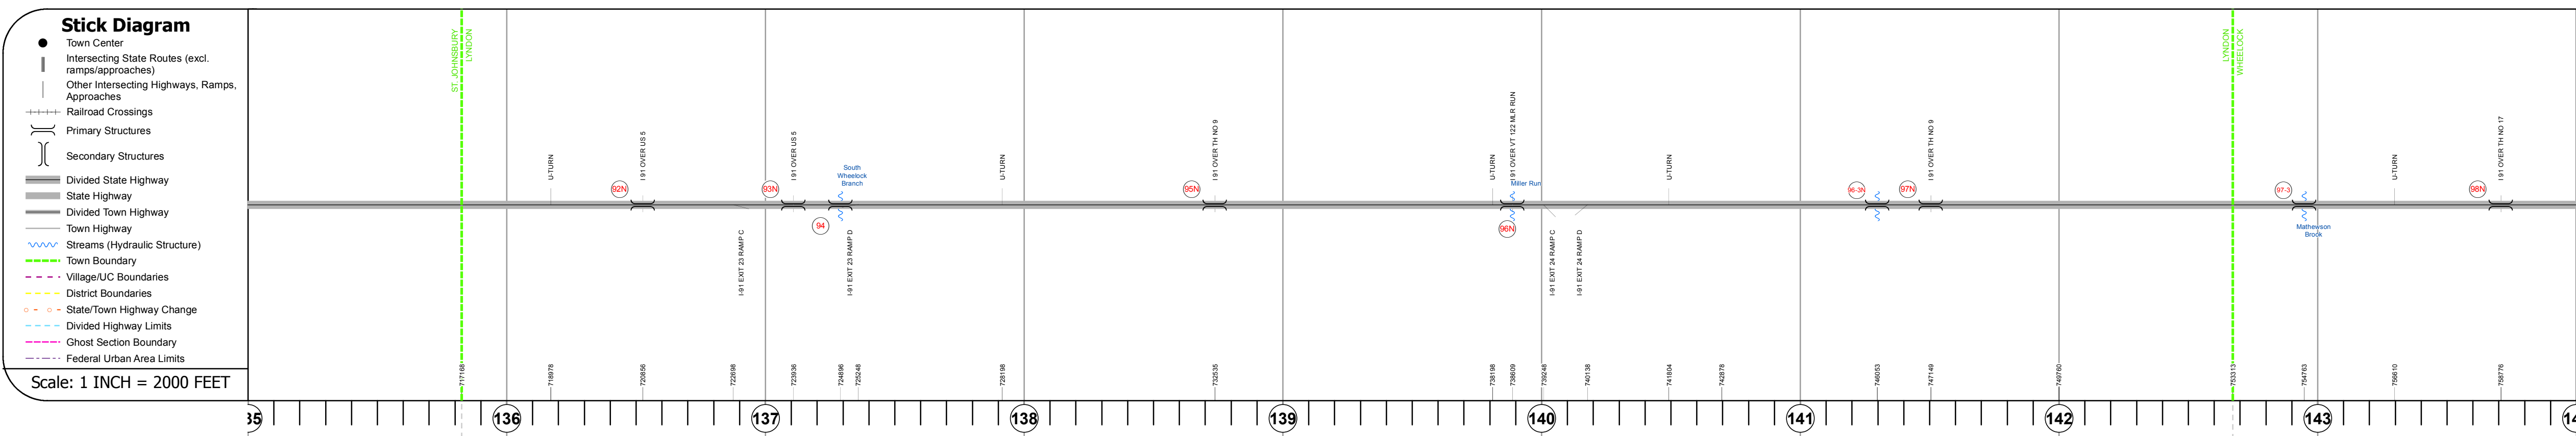 Stick Diagram
Town Center
Intersecting State Routes (excl.
ramps/approaches)
Other Intersecting Highways, Ramps,
Approaches
Railroad Crossings
Primary Structures
Secondary Structures
Divided State Highway
State Highway
Divided Town Highway
Town Highway
Streams (Hydraulic Structure)
Town Boundary
Village/UC Boundaries
District Boundaries
State/Town Highway Change
Divided Highway Limits
Ghost Section Boundary
Federal Urban Area Limits
Scale: 1 INCH = 2000 FEET
ST. JOHNSBURY
LYNDON
U-TURN
92N
I 91 OVER US 5
I-91 EXIT 23 RAMP C
93N
I 91 OVER US 5
94
South
Wheelock
Branch
I-91 EXIT 23 RAMP D
U-TURN
95N
I 91 OVER TH NO 9
U-TURN
I 91 OVER VT 122 MLR RUN
Miller Run
96N
I-91 EXIT 24 RAMP C
I-91 EXIT 24 RAMP D
U-TURN
96-3N
97N
I 91 OVER TH NO 9
LYNDON
WHEELOCK
97-3
Mathewson
Brook
U-TURN
98N
I 91 OVER TH NO 17
717168
718978
720856
722698
723936
724896
725248
728198
732535
738198
738609
739248
740138
741804
742878
746053
747149
749760
753313
754763
756610
758776
35
136
137
138
139
140
141
142
143
14